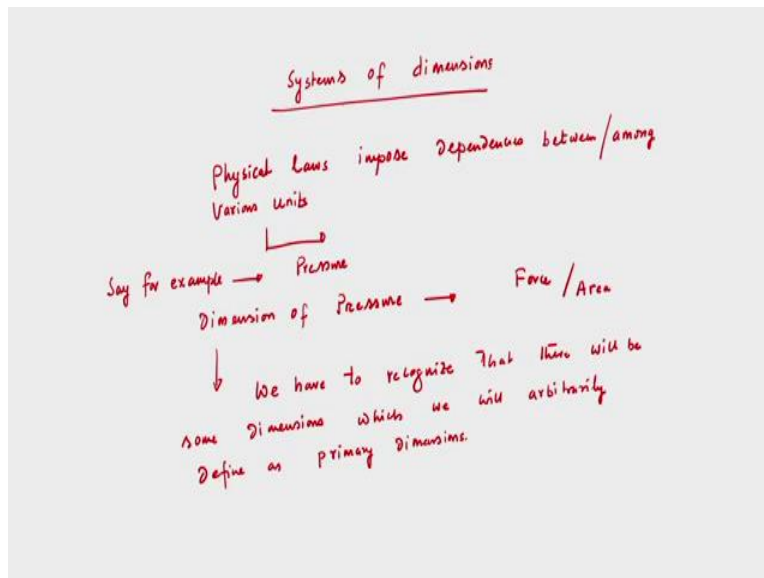 Systems of dimensions
Physical Laws impose Dependences between/among
Various units
Pressure
Say for example →
Dimension of Pressure → Force / Area
We have to recognize that there will be
some Dimensions which we will arbitrarily
Define as primary Dimensions.